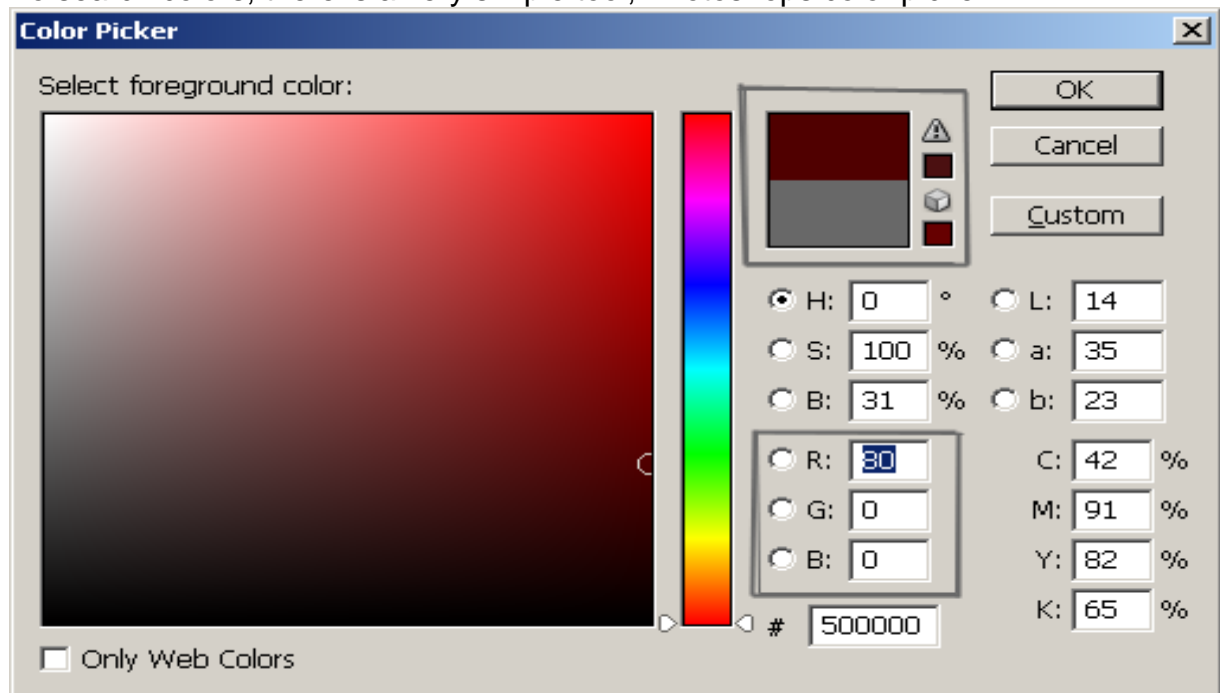 Color Picker
Select foreground color:
OK
Cancel
Custom
H: 0 °
L: 14
S: 100 %
a: 35
B: 31 %
b: 23
R: 80
C: 42 %
G: 0
M: 91 %
B: 0
Y: 82 %
# 500000
K: 65 %
Only Web Colors